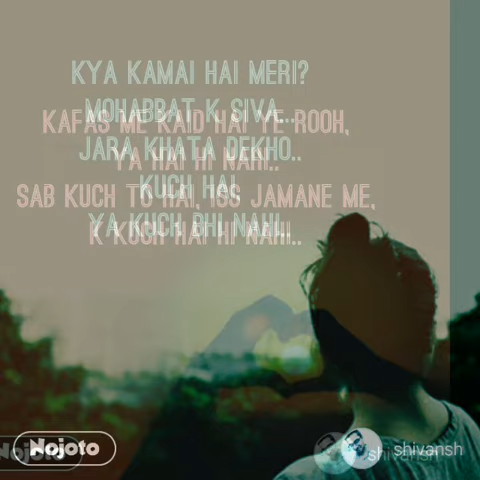 KYA KAMAI HAI MERI?
MOHABBAT K SIVA...
KAFAS ME KAID HAI YE ROOH,
JARA KHATA DEKHO..
YA HAI HI NAHI..
KUCH HAI,
SAB KUCH TO HAI, ISS JAMANE ME,
YA KUCH BHI NAHI..
K KUCH HAI HI NAHI..
Nojoto
Nojoto
shivansh
shivansh